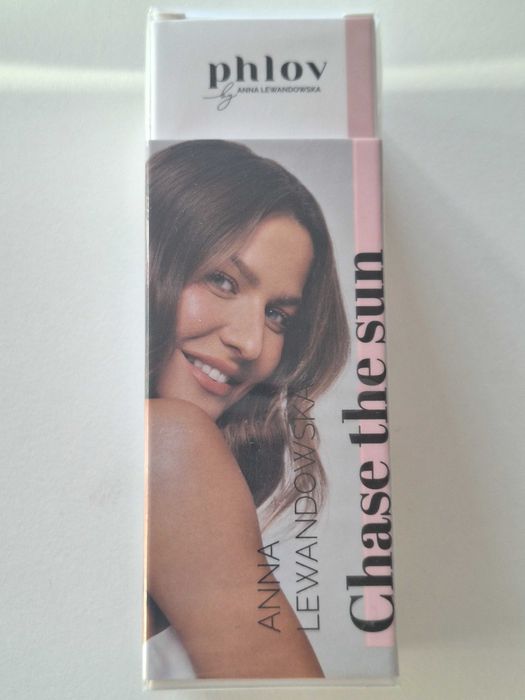 phlov
by ANNA LEWANDOWSKA
ANNA
LEWANDOWSKA
Chase the sun